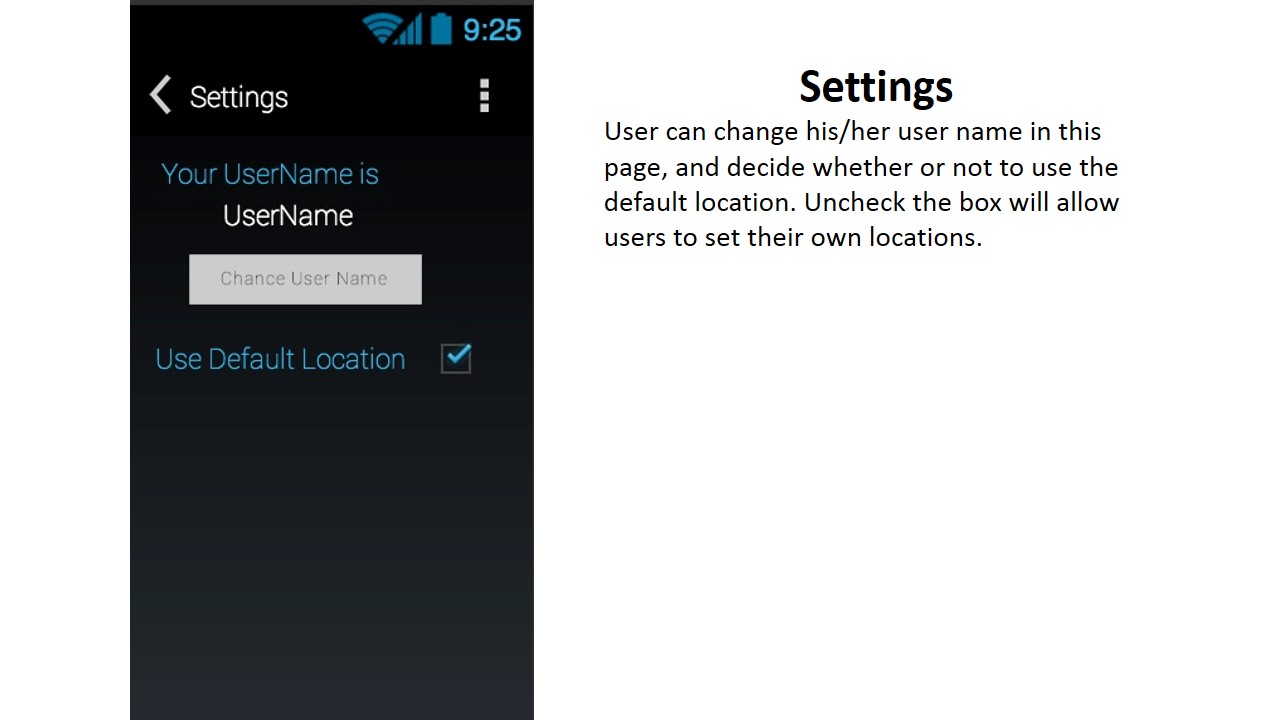 9:25
Settings
Your UserName is
UserName
Chance User Name
Use Default Location
Settings
User can change his/her user name in this
page, and decide whether or not to use the
default location. Uncheck the box will allow
users to set their own locations.